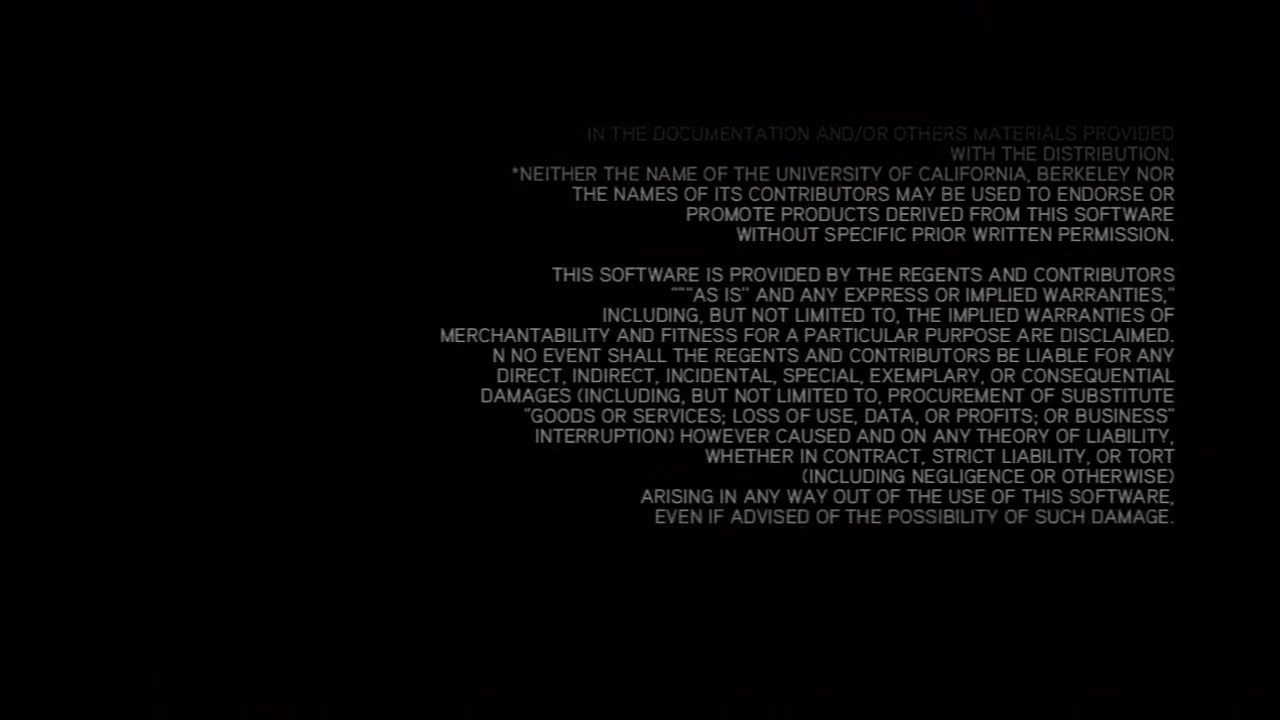 IN THE DOCUMENTATION AND/OR OTHERS MATERIALS PROVIDED
WITH THE DISTRIBUTION.
*NEITHER THE NAME OF THE UNIVERSITY OF CALIFORNIA, BERKELEY NOR
THE NAMES OF ITS CONTRIBUTORS MAY BE USED TO ENDORSE OR
PROMOTE PRODUCTS DERIVED FROM THIS SOFTWARE
WITHOUT SPECIFIC PRIOR WRITTEN PERMISSION.
THIS SOFTWARE IS PROVIDED BY THE REGENTS AND CONTRIBUTORS
"""AS IS" AND ANY EXPRESS OR IMPLIED WARRANTIES,"
INCLUDING, BUT NOT LIMITED TO, THE IMPLIED WARRANTIES OF
MERCHANTABILITY AND FITNESS FOR A PARTICULAR PURPOSE ARE DISCLAIMED.
N NO EVENT SHALL THE REGENTS AND CONTRIBUTORS BE LIABLE FOR ANY
DIRECT, INDIRECT, INCIDENTAL, SPECIAL, EXEMPLARY, OR CONSEQUENTIAL
DAMAGES (INCLUDING, BUT NOT LIMITED TO, PROCUREMENT OF SUBSTITUTE
"GOODS OR SERVICES; LOSS OF USE, DATA, OR PROFITS; OR BUSINESS"
INTERRUPTION) HOWEVER CAUSED AND ON ANY THEORY OF LIABILITY,
WHETHER IN CONTRACT, STRICT LIABILITY, OR TORT
(INCLUDING NEGLIGENCE OR OTHERWISE)
ARISING IN ANY WAY OUT OF THE USE OF THIS SOFTWARE,
EVEN IF ADVISED OF THE POSSIBILITY OF SUCH DAMAGE.